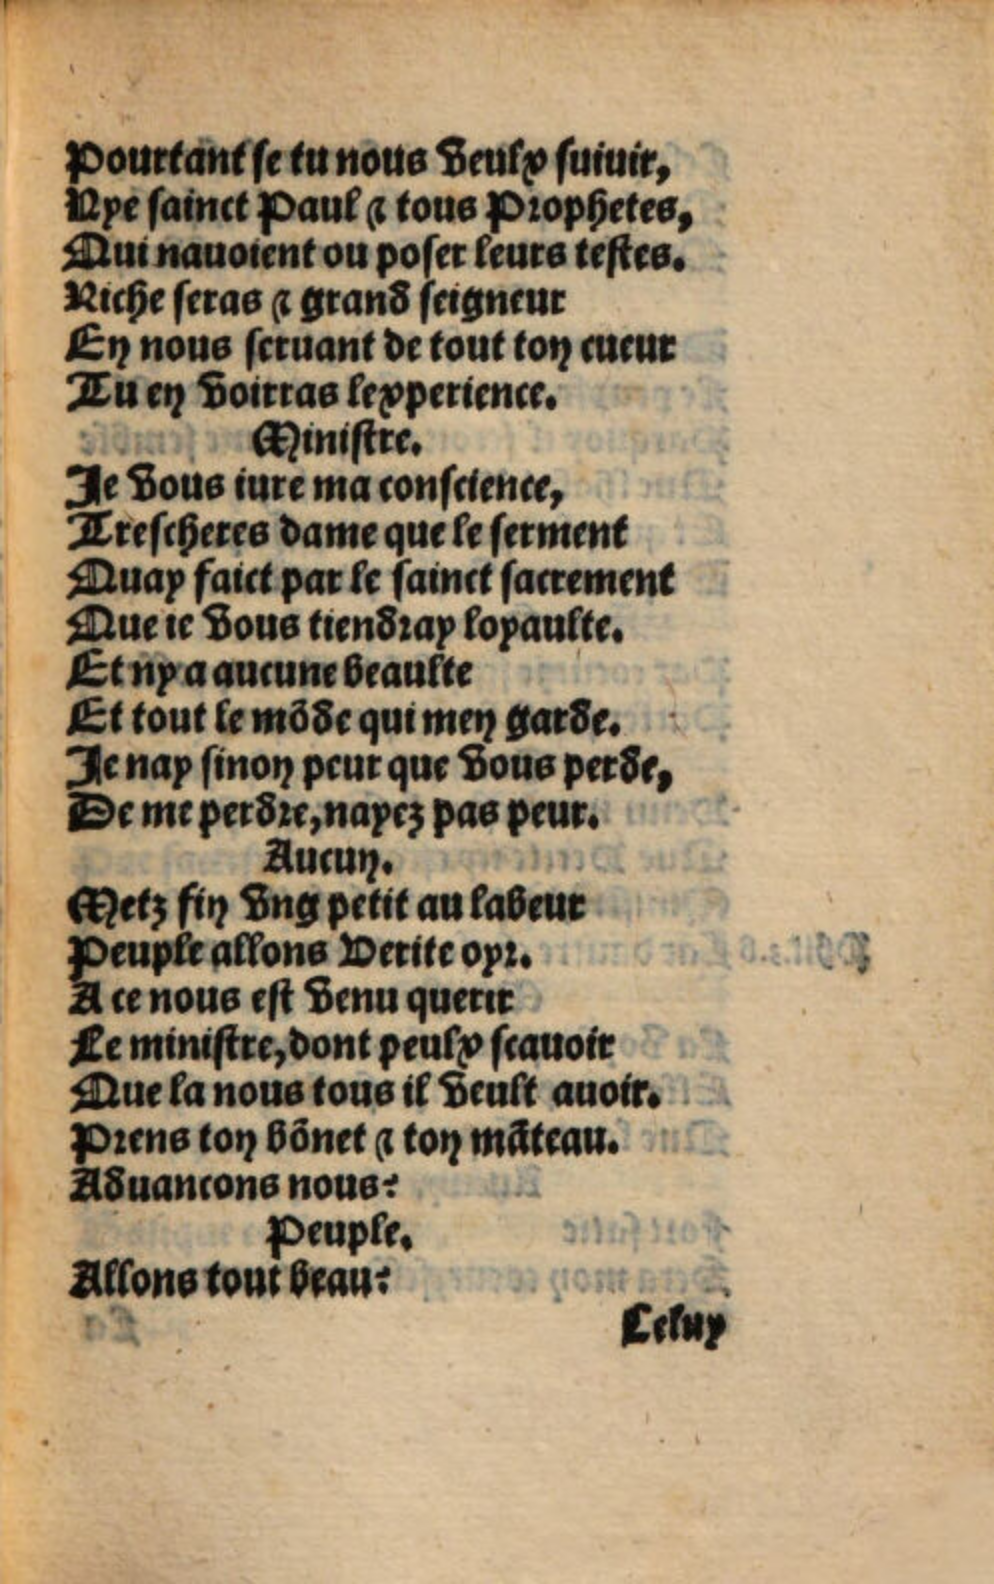 Pourtant se tu nous veulx suiuir,
Nye sainct Paul ⁊ tous Prophetes,
Qui nauoient ou poser leurs testes.
Riche seras ⁊ grand seigneur
En nous seruant de tout ton cueur
Tu en voirras lexperience.
Ministre.
Je vous iure ma conscience,
Trescheres dame que le serment
Quay faict par le sainct sacrement
Que ie vous tiendray loyaulte.
Et ny a aucune beaulte
Et tout le mõde qui men garde.
Je nay sinon peur que vous perde,
De me perdre, nayez pas peur.
Aucun.
Metz fin vng petit au labeur
Peuple allons Verite oyr.
A ce nous est venu querir
Le ministre, dont peulx scauoir
Que la nous tous il veult auoir.
Prens ton bõnet ⁊ ton mãteau.
Aduancons nous:
Peuple.
Allons tout beau:
Celuy